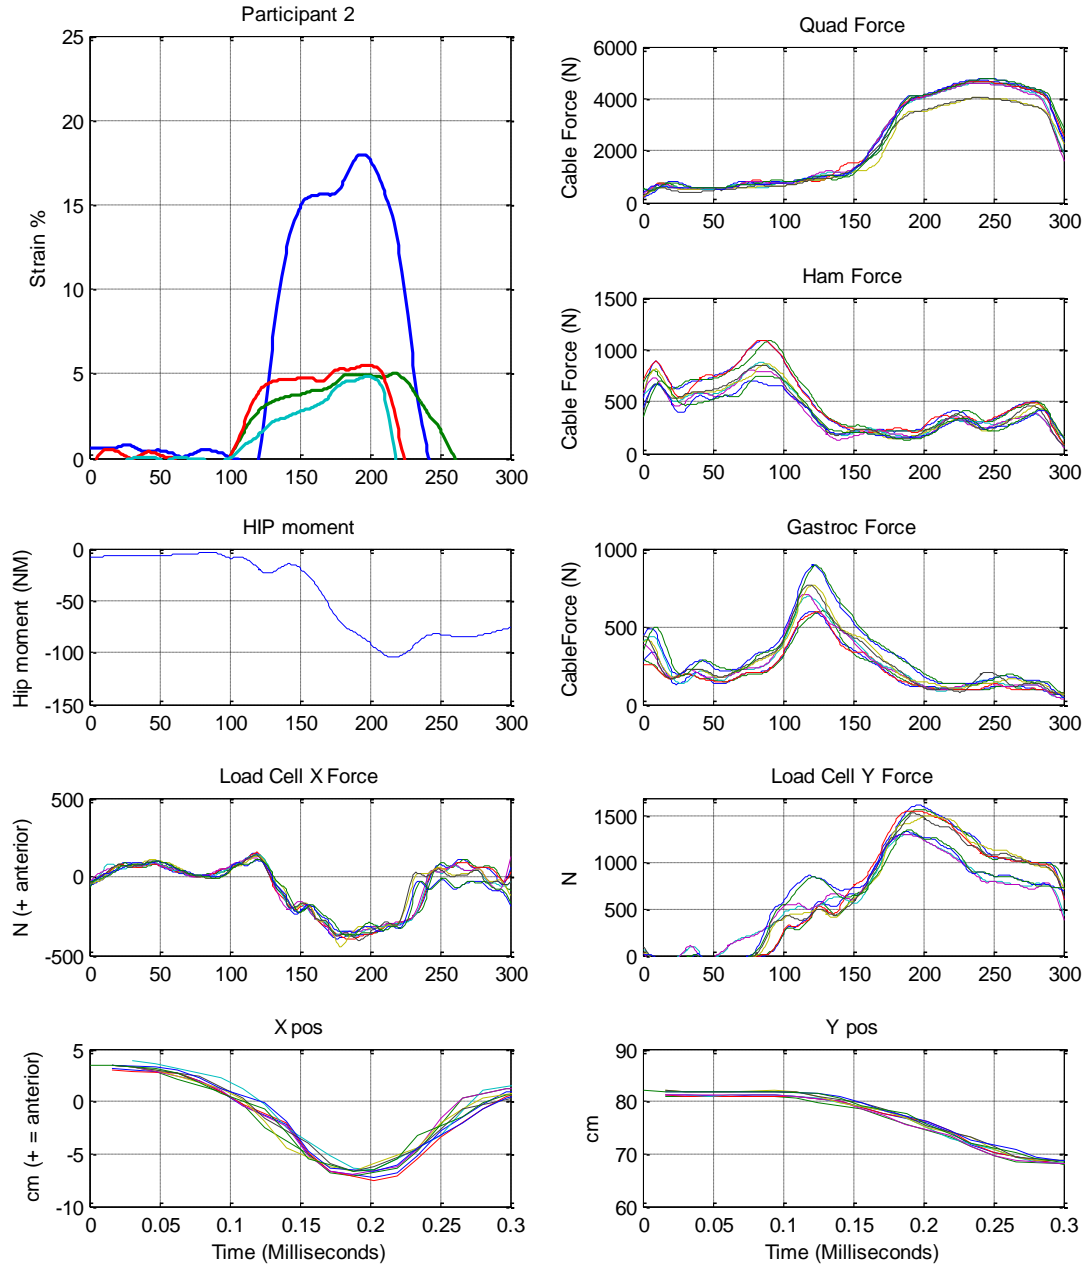 Participant 2
25
20
15
10
5
0
Strain %
0 50 100 150 200 250 300
Quad Force
6000
4000
2000
0
Cable Force (N)
0 50 100 150 200 250 300
Ham Force
1500
1000
500
0
Cable Force (N)
0 50 100 150 200 250 300
HIP moment
0
-50
-100
-150
Hip moment (NM)
0 50 100 150 200 250 300
Gastroc Force
1000
500
0
CableForce (N)
0 50 100 150 200 250 300
Load Cell X Force
500
0
-500
N (+ anterior)
0 50 100 150 200 250 300
Load Cell Y Force
1500
1000
500
0
N
0 50 100 150 200 250 300
X pos
5
0
-5
-10
cm (+ = anterior)
0 0.05 0.1 0.15 0.2 0.25 0.3
Time (Milliseconds)
Y pos
90
80
70
60
cm
0 0.05 0.1 0.15 0.2 0.25 0.3
Time (Milliseconds)